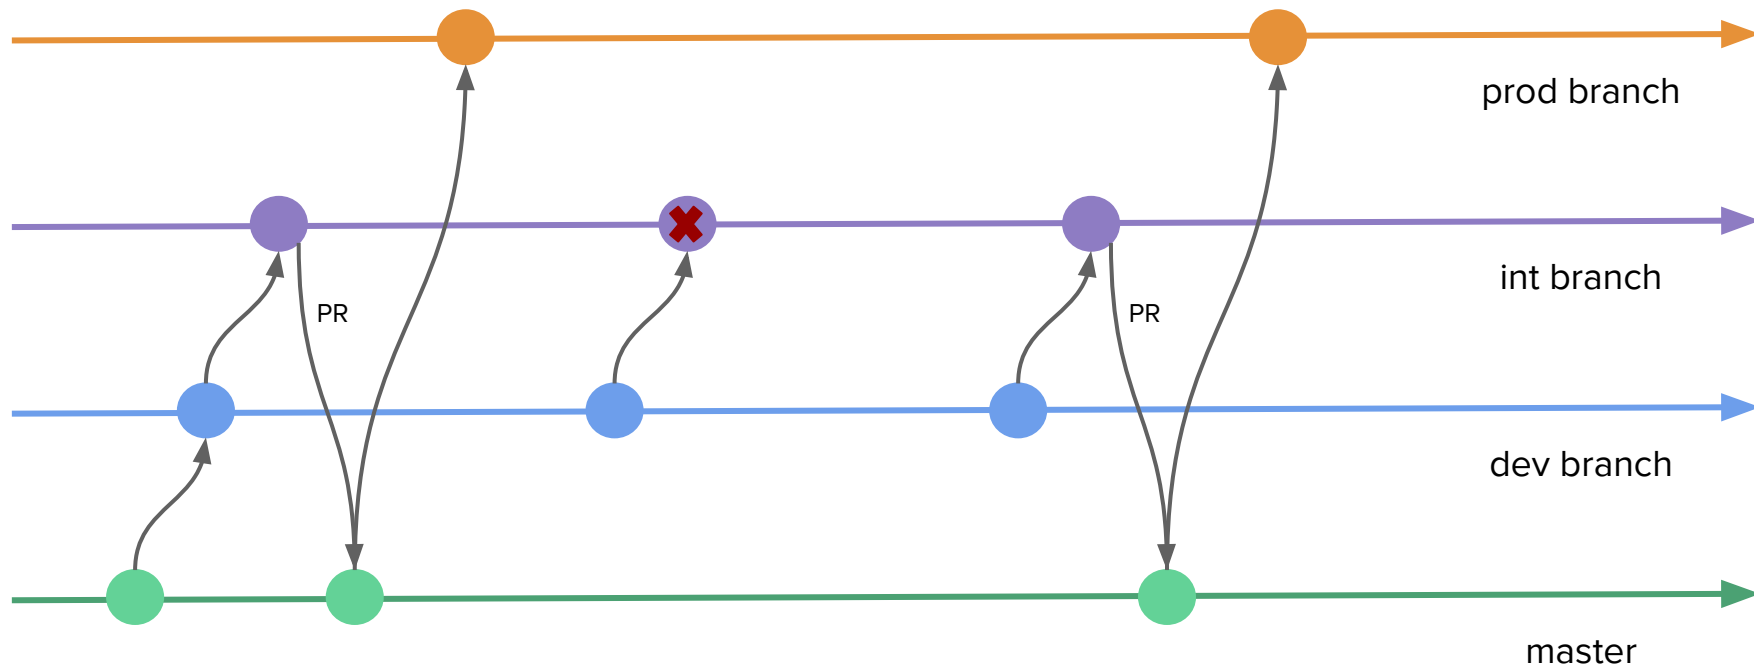 prod branch
int branch
PR
PR
dev branch
master